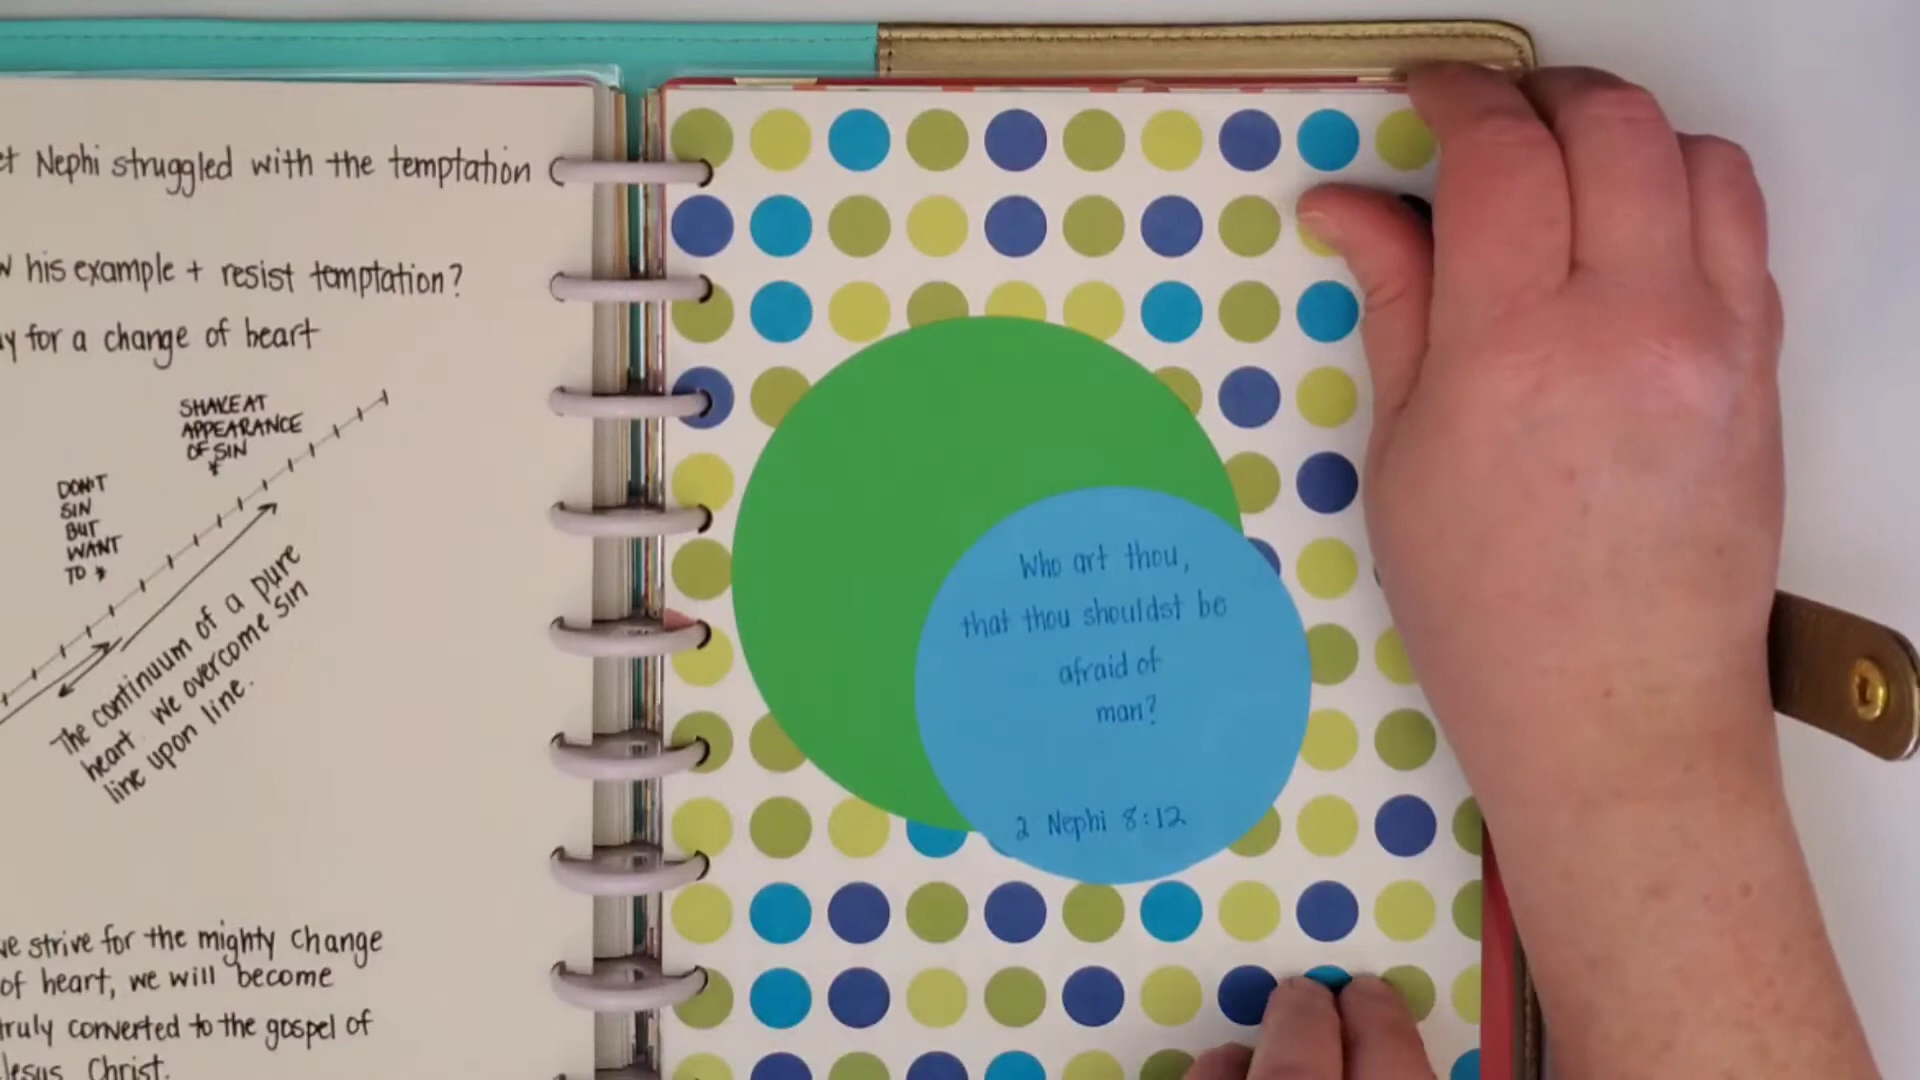 et Nephi struggled with the temptation
w his example + resist temptation?
y for a change of heart
SHAKE AT
APPEARANCE
OF SIN
DON'T
SIN
BUT
WANT
TO
The continuum of a pure
heart. We overcome sin
line upon line.
we strive for the mighty change
of heart, we will become
truly converted to the gospel of
Jesus Christ.
Who art thou,
that thou shouldst be
afraid of
man?
2 Nephi 8:12